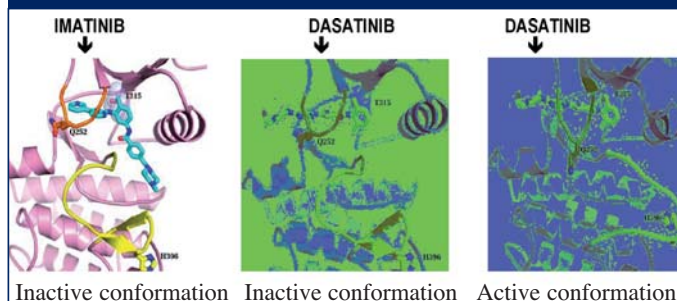 IMATINIB
DASATINIB
DASATINIB
T315
Q252
H396
T315
Q252
H396
Inactive conformation
Inactive conformation
Active conformation